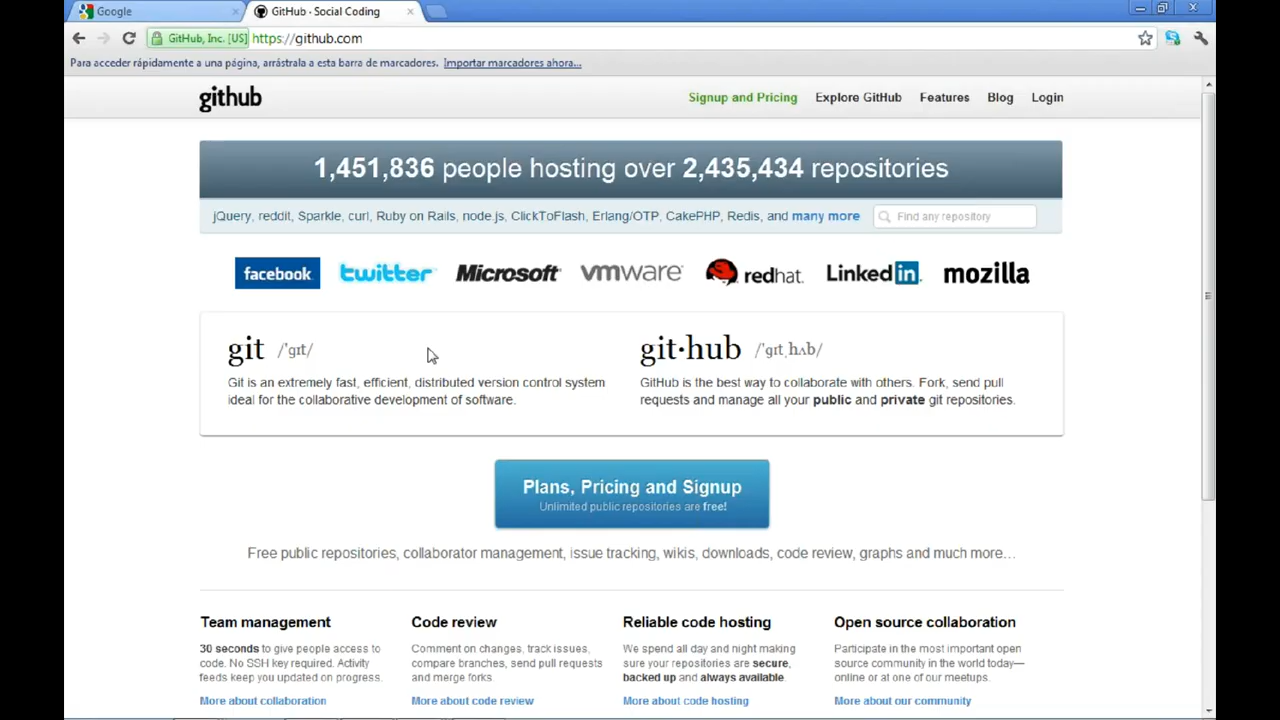 Google
GitHub · Social Coding
GitHub, Inc. [US] https://github.com
Para acceder rápidamente a una página, arrástrala a esta barra de marcadores. Importar marcadores ahora...
github
Signup and Pricing Explore GitHub Features Blog Login
1,451,836 people hosting over 2,435,434 repositories
jQuery, reddit, Sparkle, curl, Ruby on Rails, node.js, ClickToFlash, Erlang/OTP, CakePHP, Redis, and many more
Find any repository
facebook twitter Microsoft vmware redhat. Linked in. mozilla
git /'gɪt/
Git is an extremely fast, efficient, distributed version control system
ideal for the collaborative development of software.
git·hub /'gɪt,hʌb/
GitHub is the best way to collaborate with others. Fork, send pull
requests and manage all your public and private git repositories.
Plans, Pricing and Signup
Unlimited public repositories are free!
Free public repositories, collaborator management, issue tracking, wikis, downloads, code review, graphs and much more...
Team management
30 seconds to give people access to
code. No SSH key required. Activity
feeds keep you updated on progress.
More about collaboration
Code review
Comment on changes, track issues,
compare branches, send pull requests
and merge forks.
More about code review
Reliable code hosting
We spend all day and night making
sure your repositories are secure,
backed up and always available.
More about code hosting
Open source collaboration
Participate in the most important open
source community in the world today—
online or at one of our meetups.
More about our community